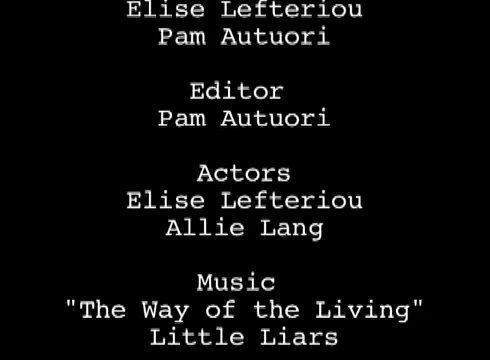 Elise Lefteriou
Pam Autuori
Editor
Pam Autuori
Actors
Elise Lefteriou
Allie Lang
Music
"The Way of the Living"
Little Liars